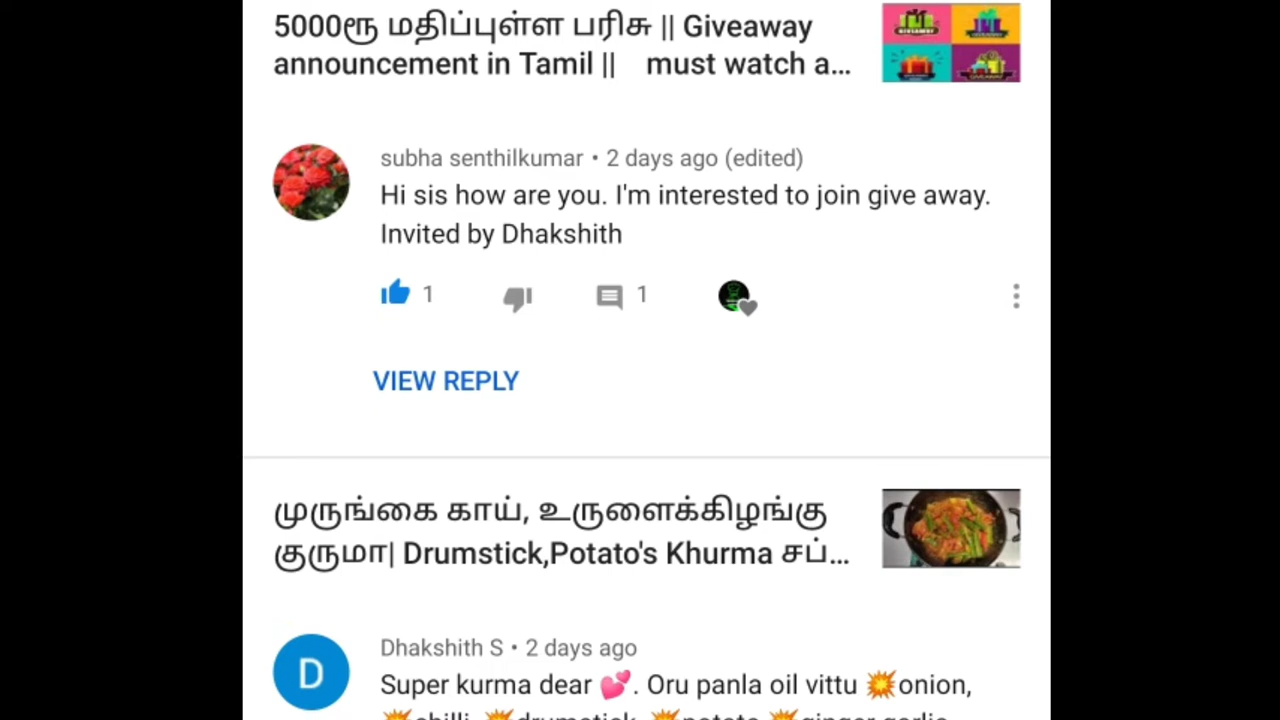 5000ரூ மதிப்புள்ள பரிசு || Giveaway
announcement in Tamil || must watch a...
subha senthilkumar • 2 days ago (edited)
Hi sis how are you. I'm interested to join give away.
Invited by Dhakshith
1
1
VIEW REPLY
முருங்கை காய், உருளைக்கிழங்கு
குருமா| Drumstick,Potato's Khurma சப்...
D
Dhakshith S • 2 days ago
Super kurma dear 💕. Oru panla oil vittu 💥onion,
💥chilli, 💥drumstick, 💥potato, 💥ginger garlic